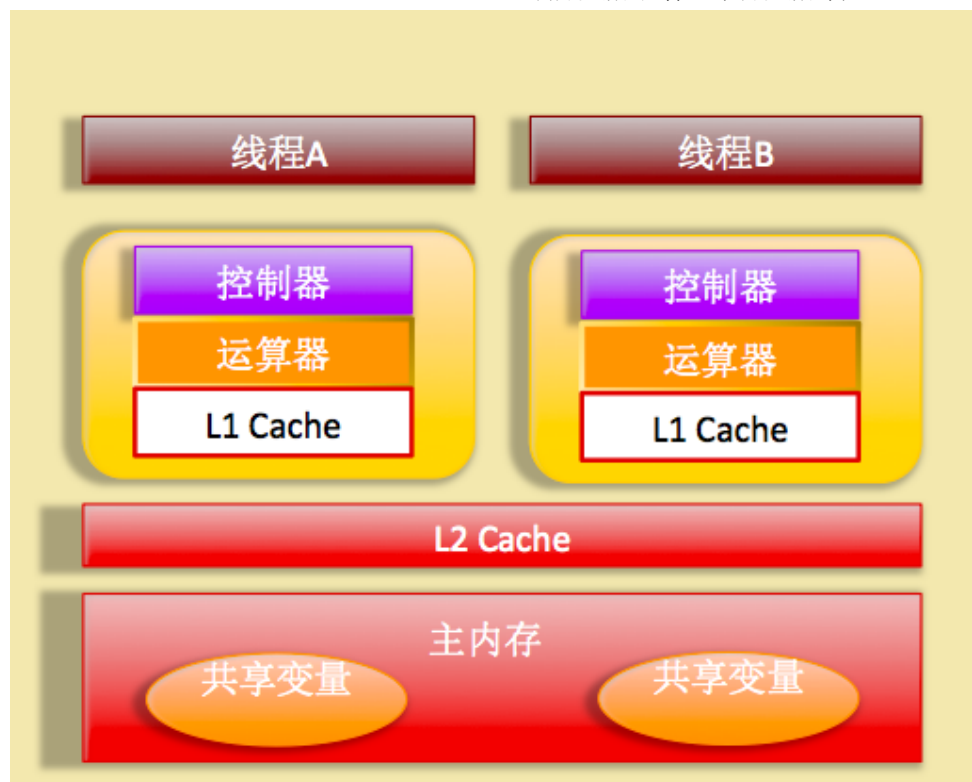 线程A
线程B
控制器
运算器
L1 Cache
控制器
运算器
L1 Cache
L2 Cache
主内存
共享变量
共享变量